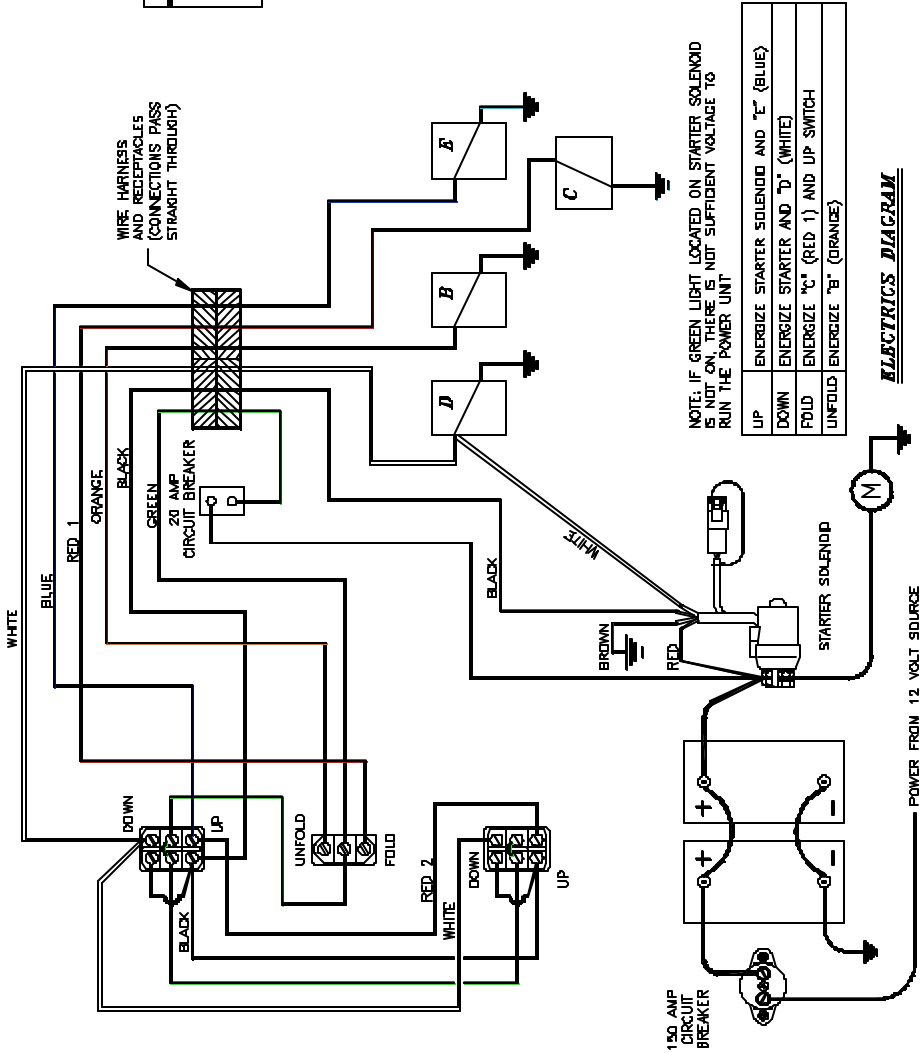 WIRE HARNESS
AND RECEPTACLES
(CONNECTIONS PASS
STRAIGHT THROUGH)
E
C
B
D
NOTE: IF GREEN LIGHT LOCATED ON STARTER SOLENOID
IS NOT ON, THERE IS NOT SUFFICIENT VOLTAGE TO
RUN THE POWER UNIT
UP ENERGIZE STARTER SOLENOID AND "E" (BLUE)
DOWN ENERGIZE STARTER AND "D" (WHITE)
FOLD ENERGIZE "C" (RED 1) AND UP SWITCH
UNFOLD ENERGIZE "B" (ORANGE)
ELECTRICS DIAGRAM
WHITE
BLUE
RED 1
ORANGE
BLACK
GREEN
20 AMP
CIRCUIT BREAKER
BLACK
WHITE
BROWN
RED
STARTER SOLENOID
M
DOWN
UP
UNFOLD
FOLD
BLACK
RED 2
WHITE
DOWN
UP
+
-
+
-
150 AMP
CIRCUIT
BREAKER
POWER FROM 12 VOLT SOURCE